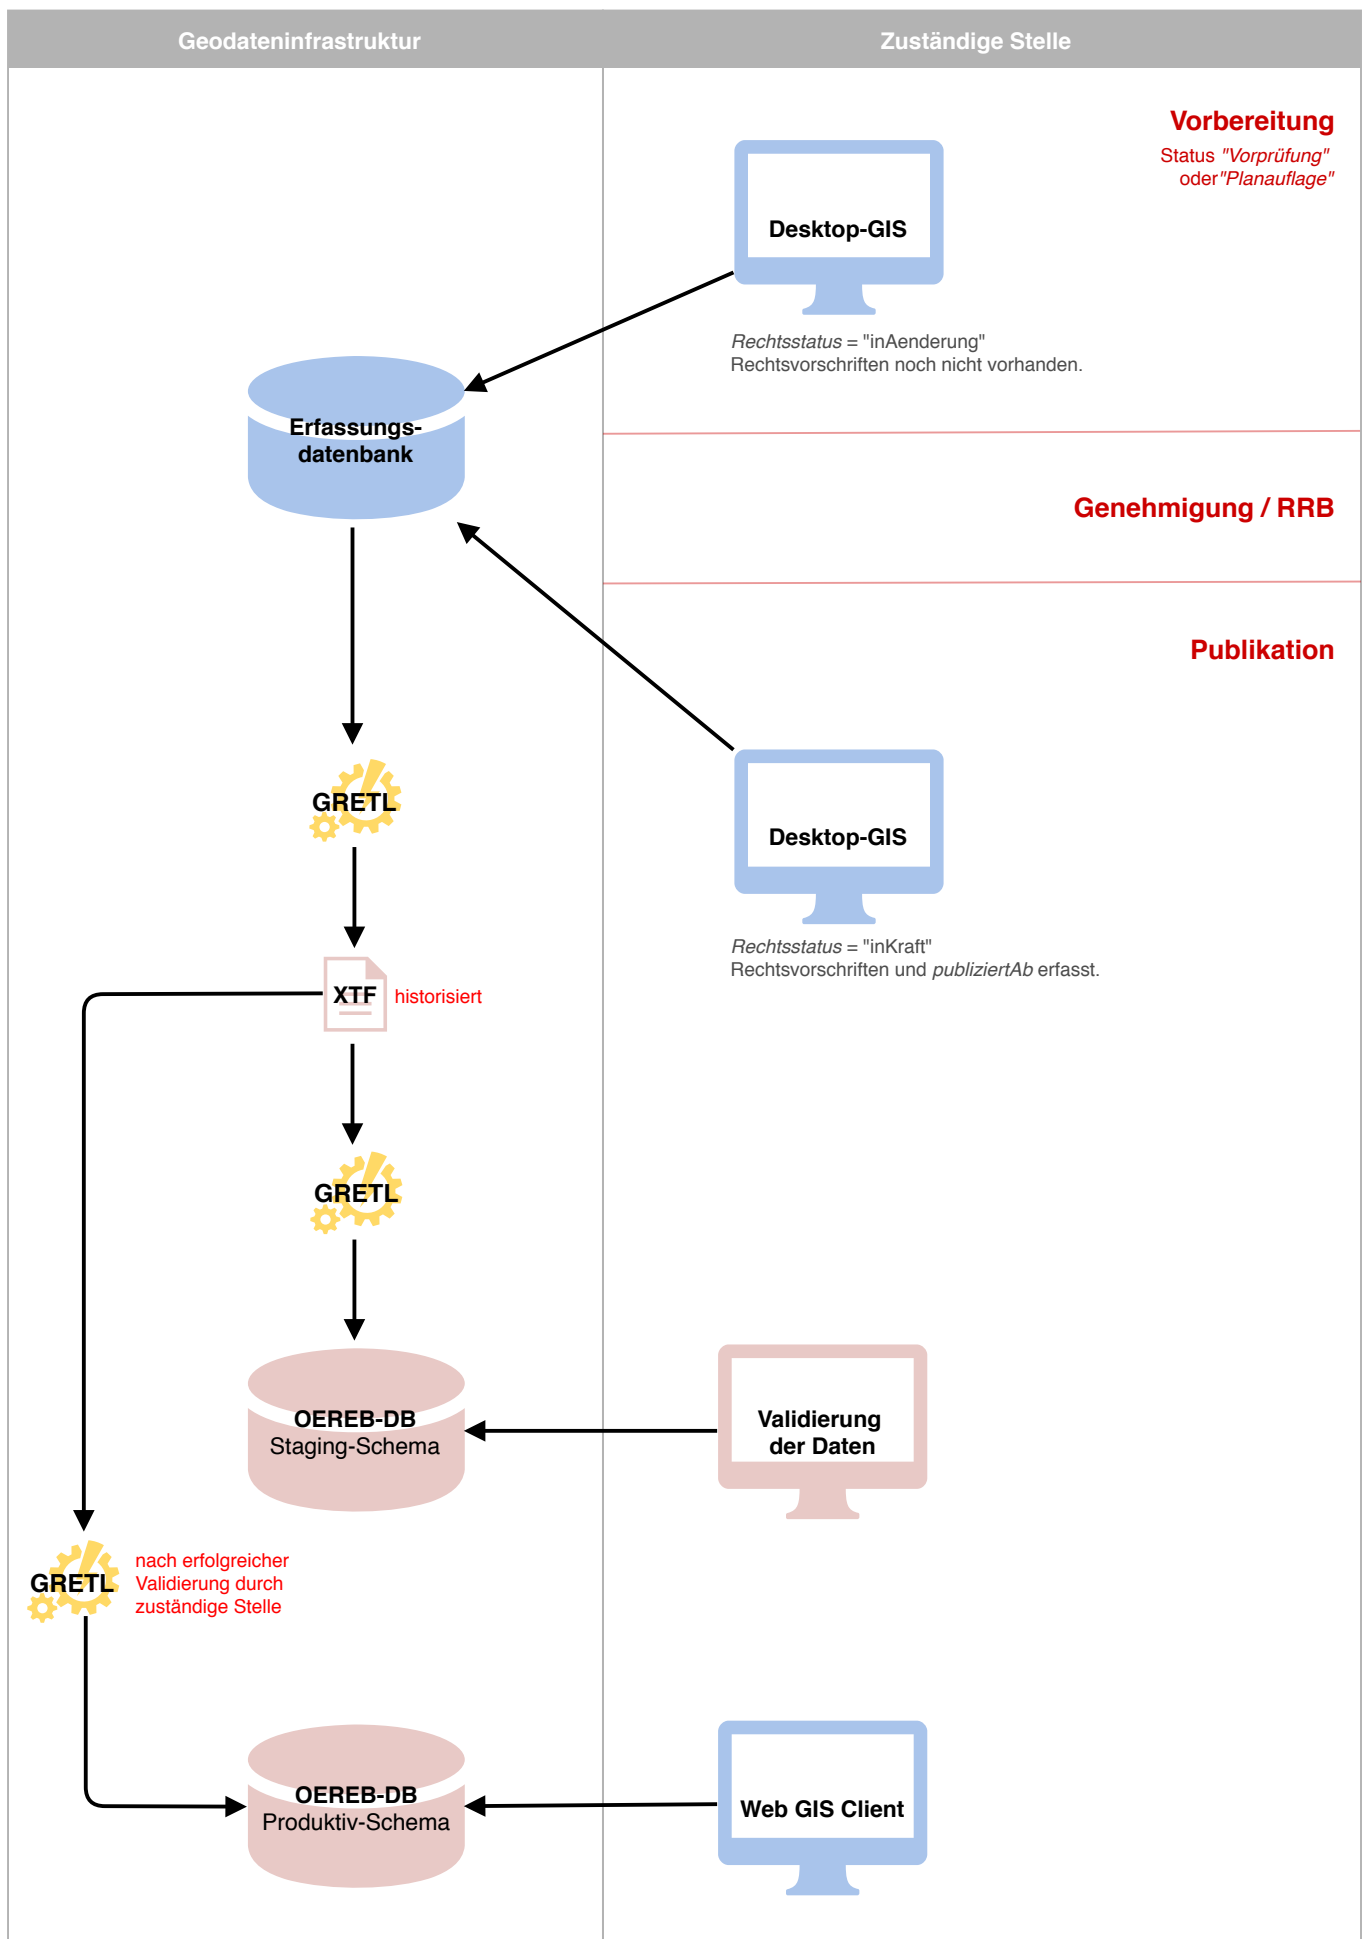 Geodateninfrastruktur
Zuständige Stelle
Vorbereitung
Status "Vorprüfung"
oder"Planauflage"
Desktop-GIS
Rechtsstatus = "inAenderung"
Rechtsvorschriften noch nicht vorhanden.
Erfassungs-
datenbank
Genehmigung / RRB
Publikation
GRETL
Desktop-GIS
Rechtsstatus = "inKraft"
Rechtsvorschriften und publiziertAb erfasst.
XTF
historisiert
GRETL
OEREB-DB
Staging-Schema
Validierung
der Daten
GRETL
nach erfolgreicher
Validierung durch
zuständige Stelle
OEREB-DB
Produktiv-Schema
Web GIS Client